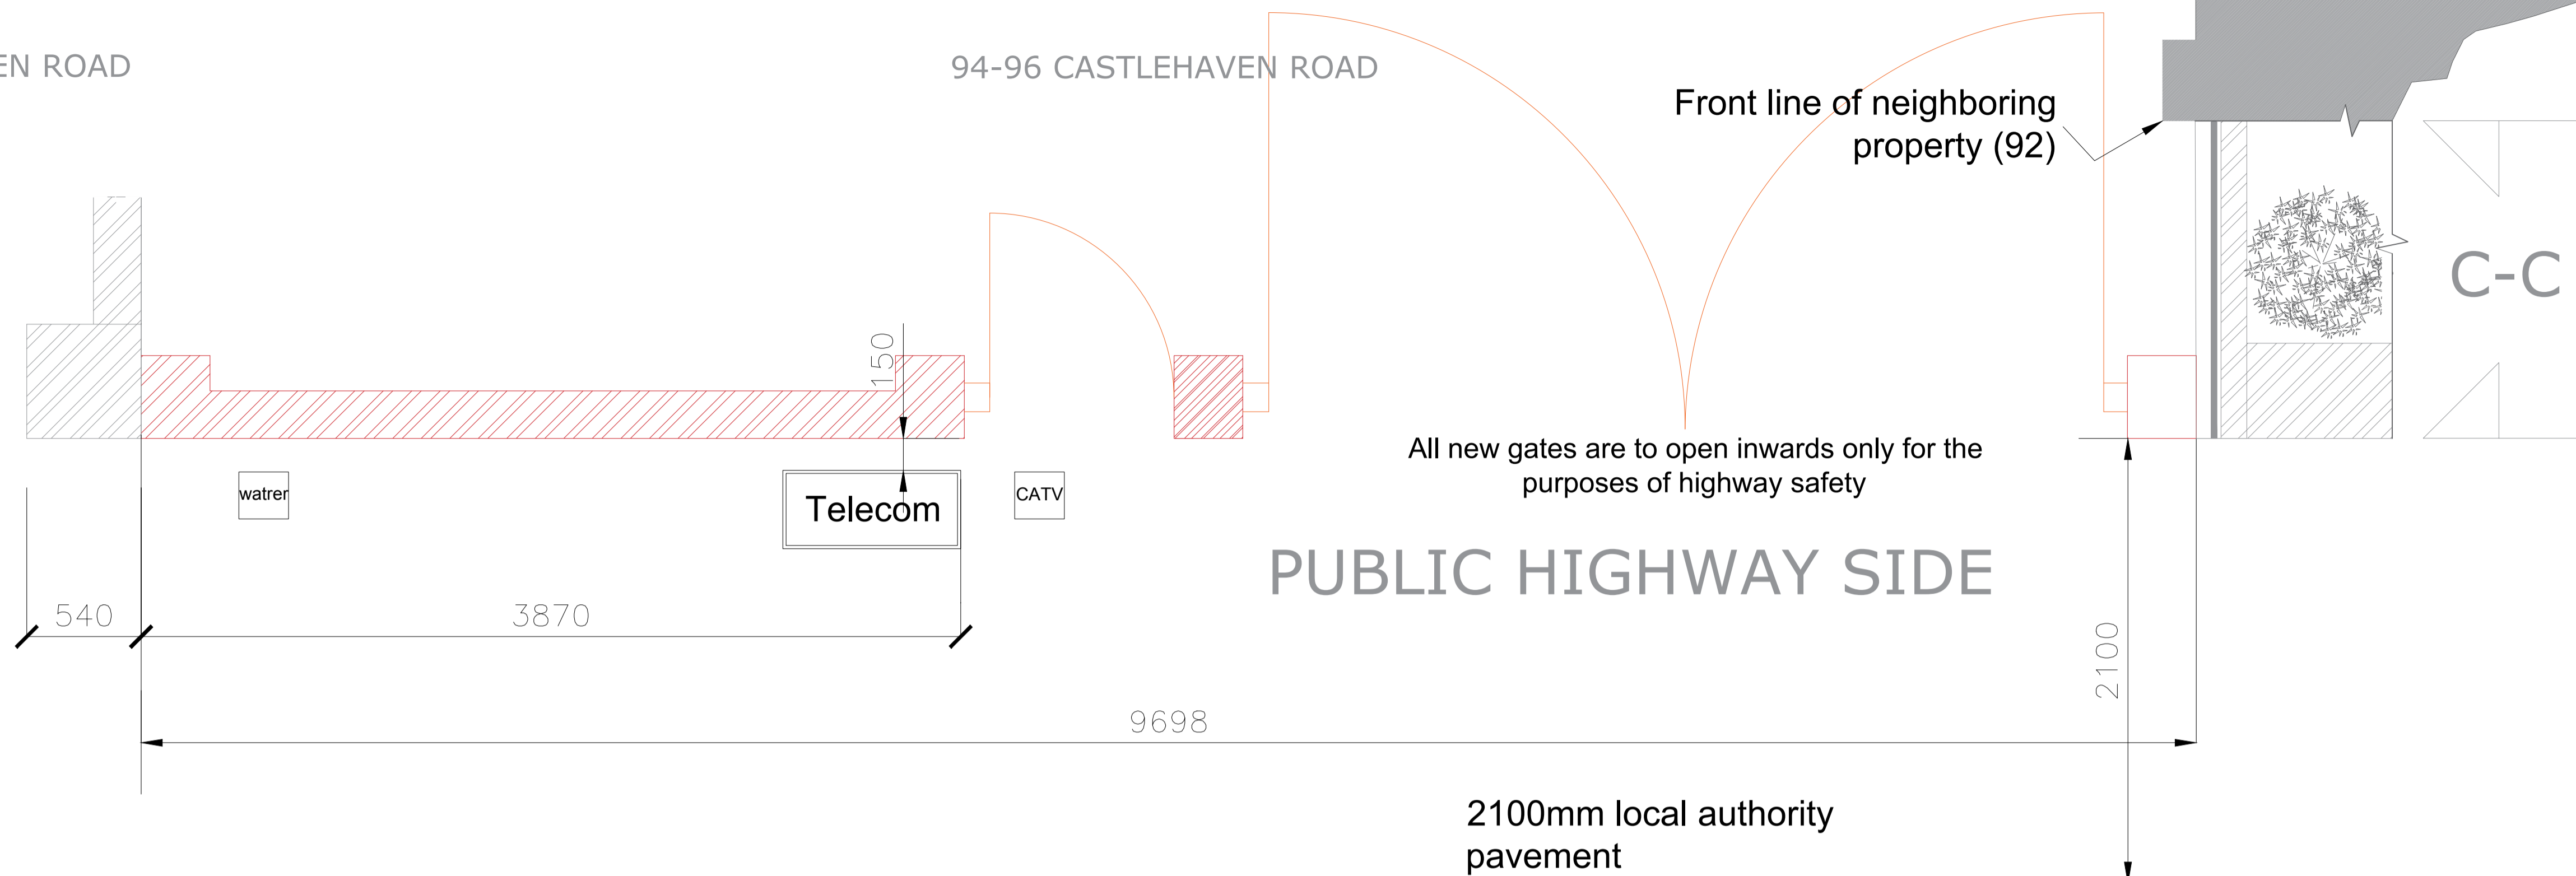 EN ROAD
94-96 CASTLEHAVEN ROAD
Front line of neighboring
property (92)
C-C
150
All new gates are to open inwards only for the
purposes of highway safety
watrer
Telecom
CATV
PUBLIC HIGHWAY SIDE
540
3870
2100
9698
2100mm local authority
pavement